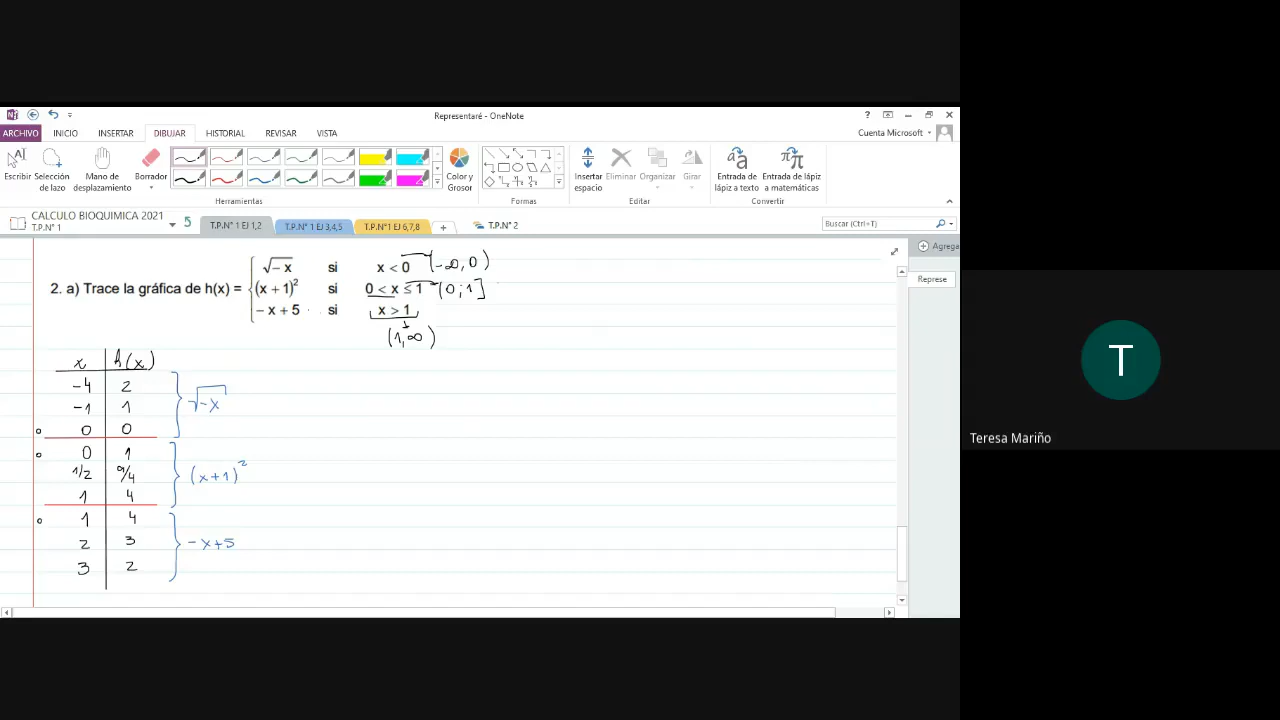 Representaré - OneNote
ARCHIVO INICIO INSERTAR DIBUJAR HISTORIAL REVISAR VISTA
Cuenta Microsoft
Escribir Selección de lazo Mano de desplazamiento Borrador
Color y Grosor
Insertar espacio Eliminar Organizar Girar
Entrada de lápiz a texto Entrada de lápiz a matemáticas
Herramientas Formas Editar Convertir
CALCULO BIOQUIMICA 2021
T.P.N° 1
T.P.N° 1 EJ 1,2 T.P.N° 1 EJ 3,4,5 T.P.N°1 EJ 6,7,8 + T.P.N° 2
Buscar (Ctrl+T)
Agrega
Represe
√-x si x < 0 (-∞, 0)
2. a) Trace la gráfica de h(x) = (x + 1)² si 0 < x ≤ 1 (0; 1]
-x + 5 si x > 1
(1, ∞)
x h(x)
-4 2
-1 1 √-x
0 0
0 1
1/2 9/4 (x+1)²
1 4
1 4
2 3 -x+5
3 2
T
Teresa Mariño